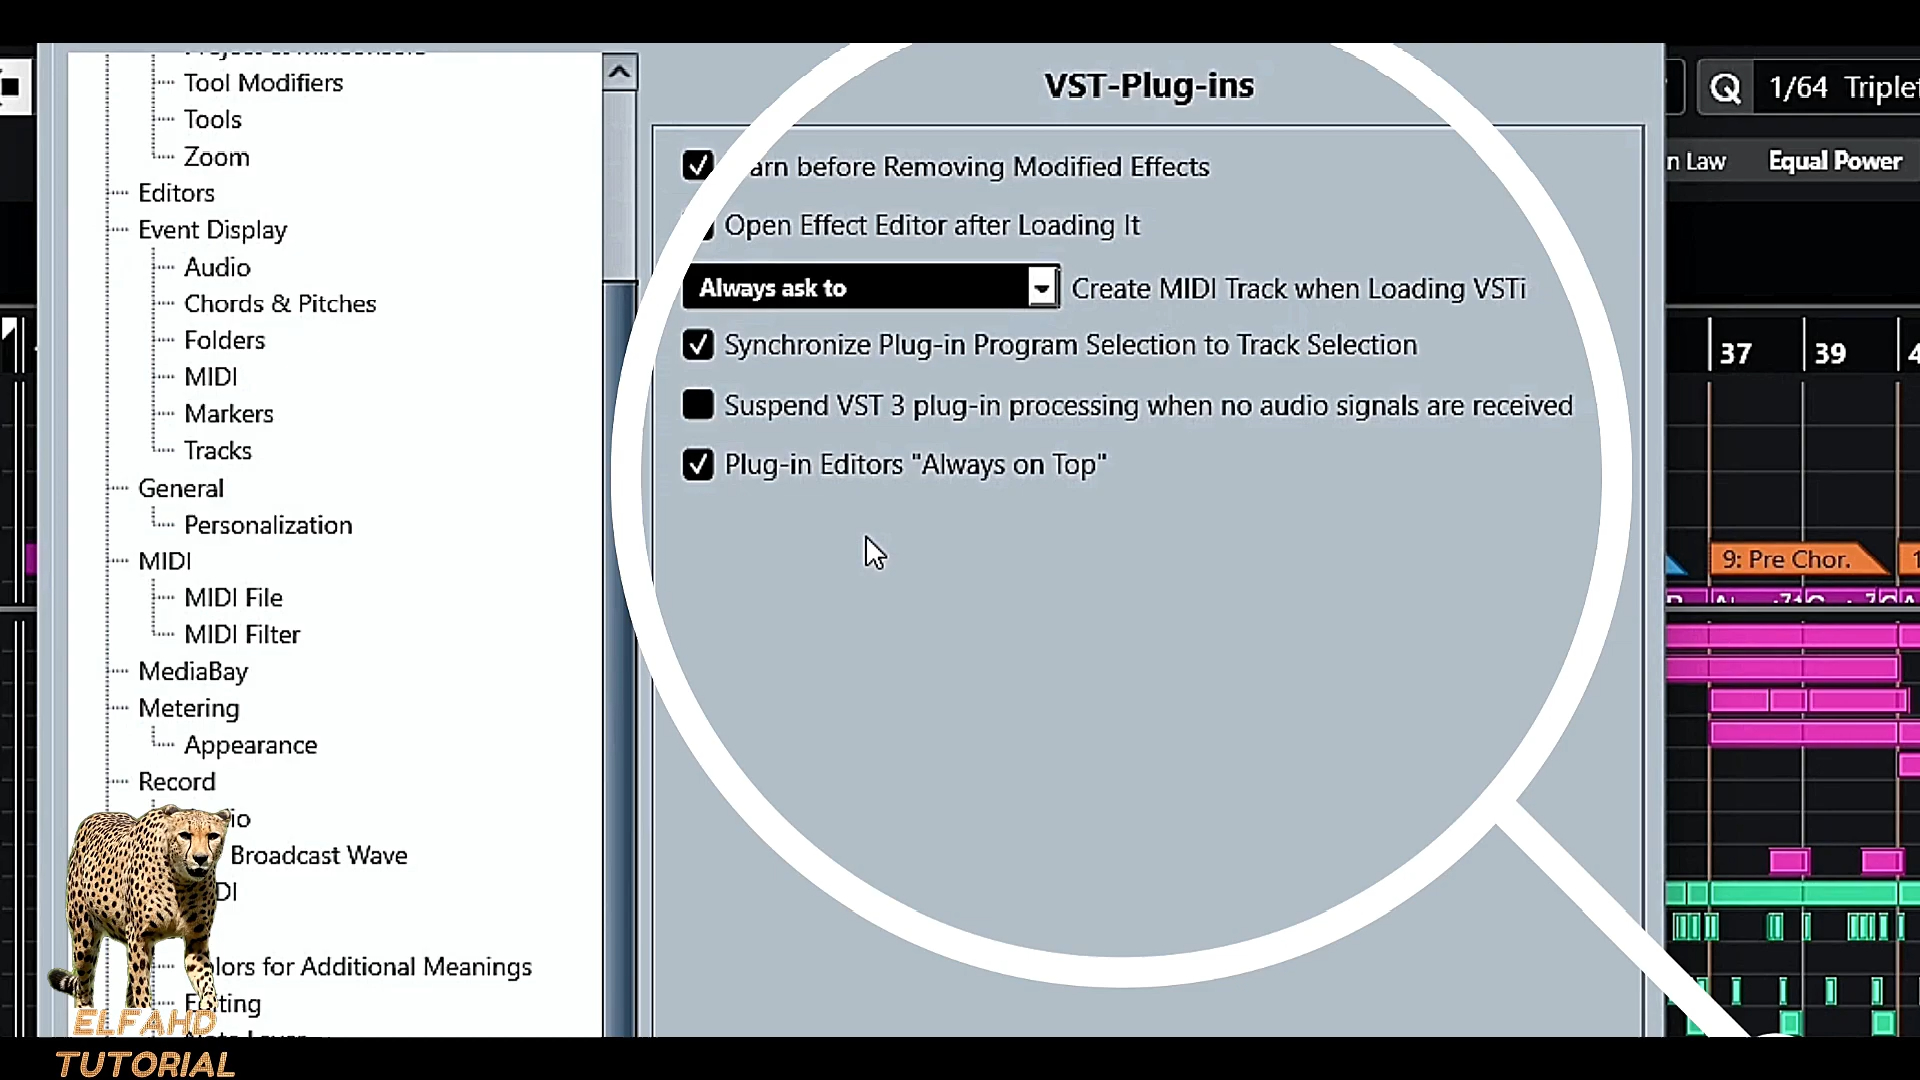 Tool Modifiers
Tools
Zoom
Editors
Event Display
Audio
Chords & Pitches
Folders
MIDI
Markers
Tracks
General
Personalization
MIDI
MIDI File
MIDI Filter
MediaBay
Metering
Appearance
Record
Broadcast Wave
Colors for Additional Meanings
Editing
ELFAHD
TUTORIAL
VST-Plug-ins
Warn before Removing Modified Effects
Open Effect Editor after Loading It
Always ask to
Create MIDI Track when Loading VSTi
Synchronize Plug-in Program Selection to Track Selection
Suspend VST 3 plug-in processing when no audio signals are received
Plug-in Editors "Always on Top"
Q 1/64 Triplet
n Law Equal Power
37 39
9: Pre Chor.